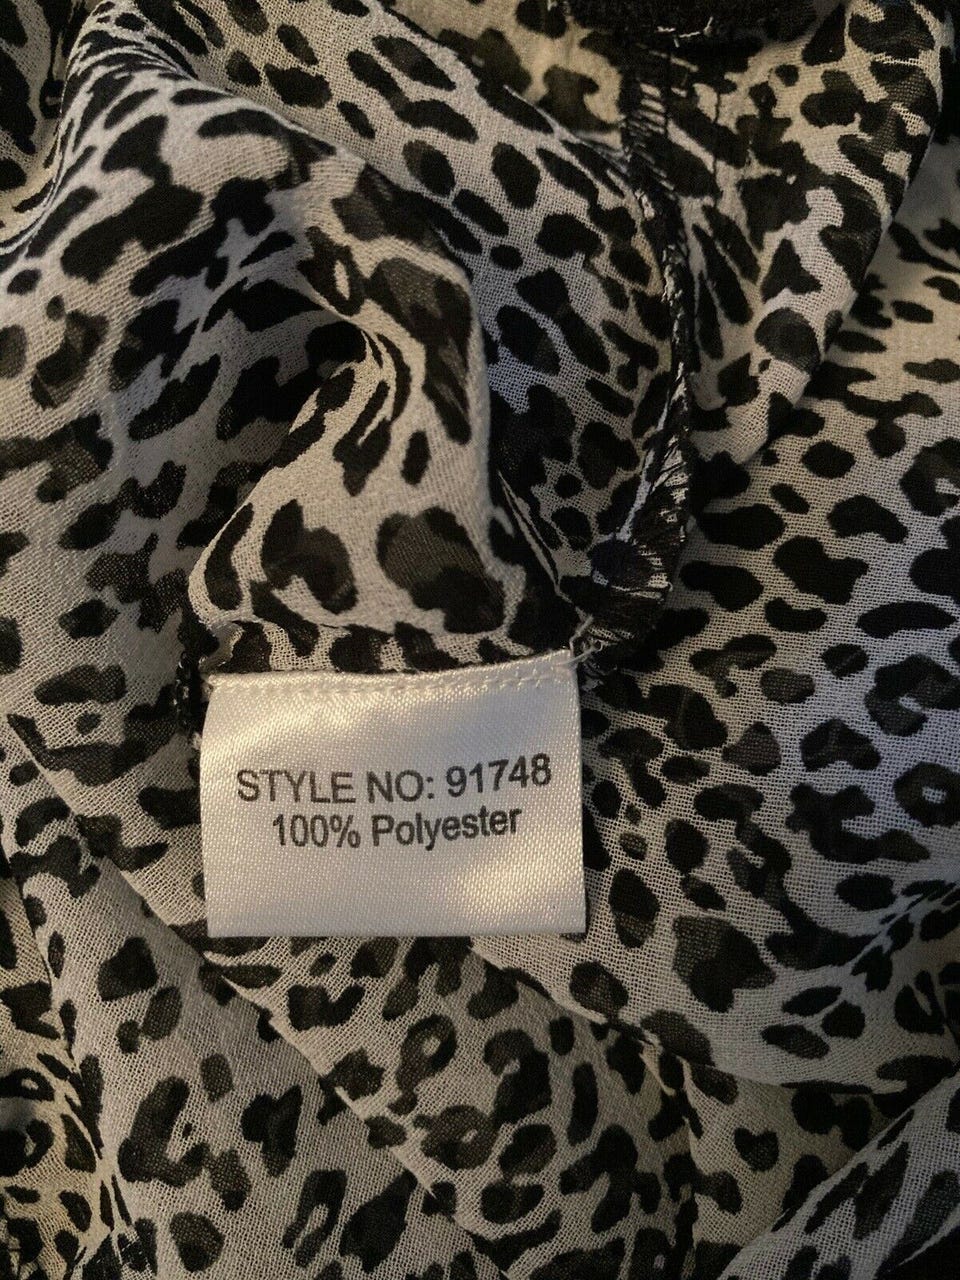 STYLE NO: 91748
100% Polyester